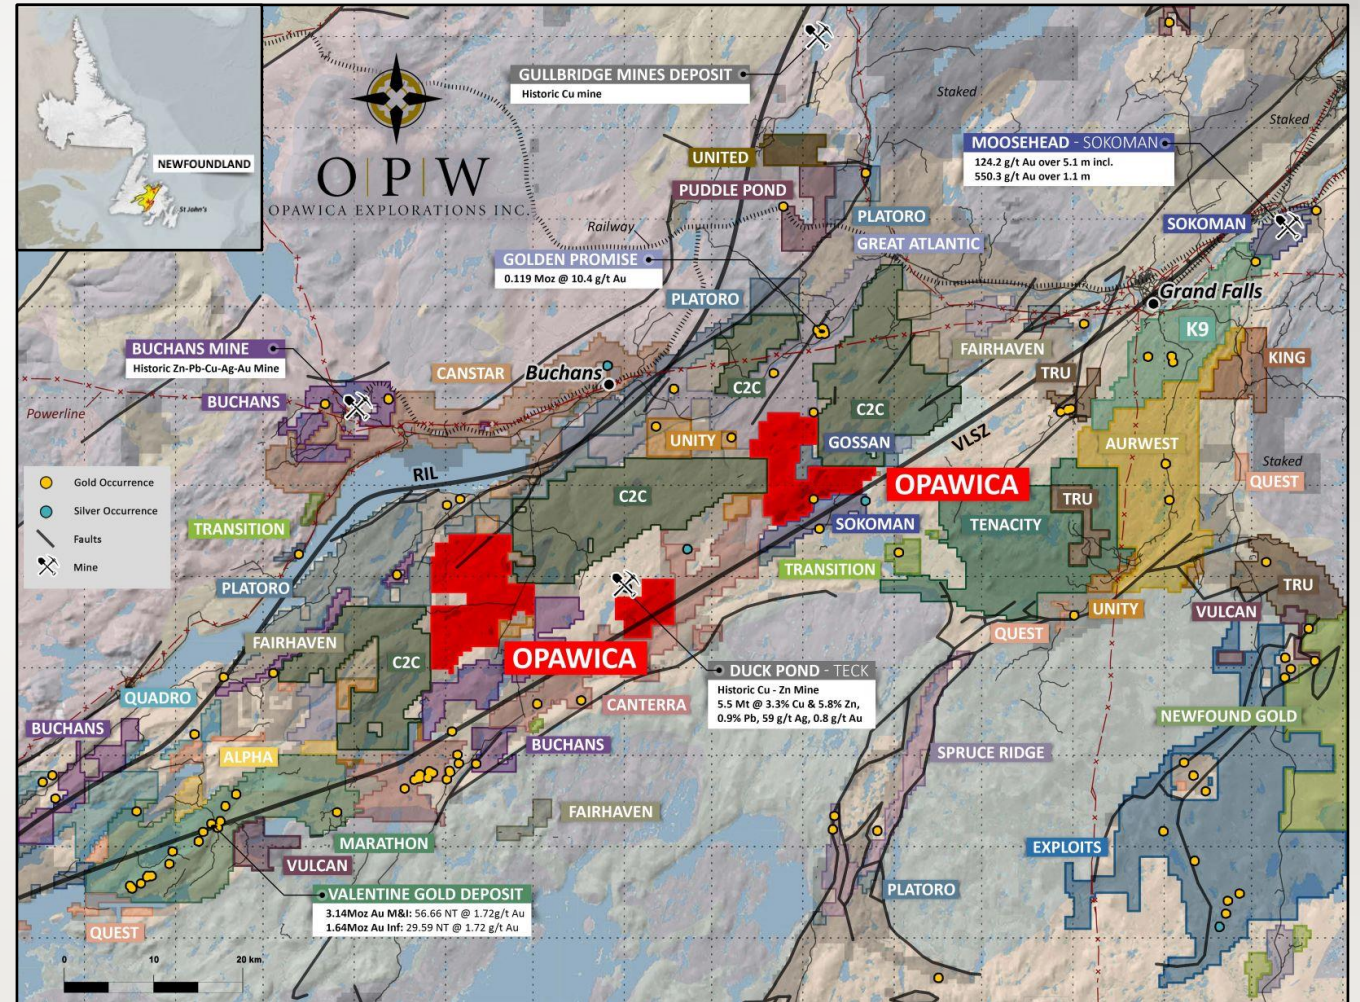 NEWFOUNDLAND
St John's
O|P|W
OPAWICA EXPLORATIONS INC.
GULLBRIDGE MINES DEPOSIT
Historic Cu mine
Staked
Staked
MOOSEHEAD - SOKOMAN
124.2 g/t Au over 5.1 m incl.
550.3 g/t Au over 1.1 m
UNITED
PUDDLE POND
PLATORO
SOKOMAN
Railway
GREAT ATLANTIC
GOLDEN PROMISE
0.119 Moz @ 10.4 g/t Au
PLATORO
Grand Falls
K9
BUCHANS MINE
Historic Zn-Pb-Cu-Ag-Au Mine
CANSTAR
Buchans
FAIRHAVEN
KING
TRU
C2C
BUCHANS
C2C
Powerline
UNITY
GOSSAN
VLSZ
AURWEST
Staked
RIL
OPAWICA
QUEST
Gold Occurrence
Silver Occurrence
Faults
Mine
C2C
TRU
TRANSITION
SOKOMAN
TENACITY
TRANSITION
PLATORO
TRU
UNITY
VULCAN
QUEST
FAIRHAVEN
C2C
OPAWICA
DUCK POND - TECK
Historic Cu - Zn Mine
5.5 Mt @ 3.3% Cu & 5.8% Zn,
0.9% Pb, 59 g/t Ag, 0.8 g/t Au
QUADRO
CANTERRA
NEWFOUND GOLD
BUCHANS
BUCHANS
SPRUCE RIDGE
ALPHA
FAIRHAVEN
MARATHON
EXPLOITS
VULCAN
PLATORO
VALENTINE GOLD DEPOSIT
3.14Moz Au M&I: 56.66 NT @ 1.72g/t Au
1.64Moz Au Inf: 29.59 NT @ 1.72 g/t Au
QUEST
0 10 20 km